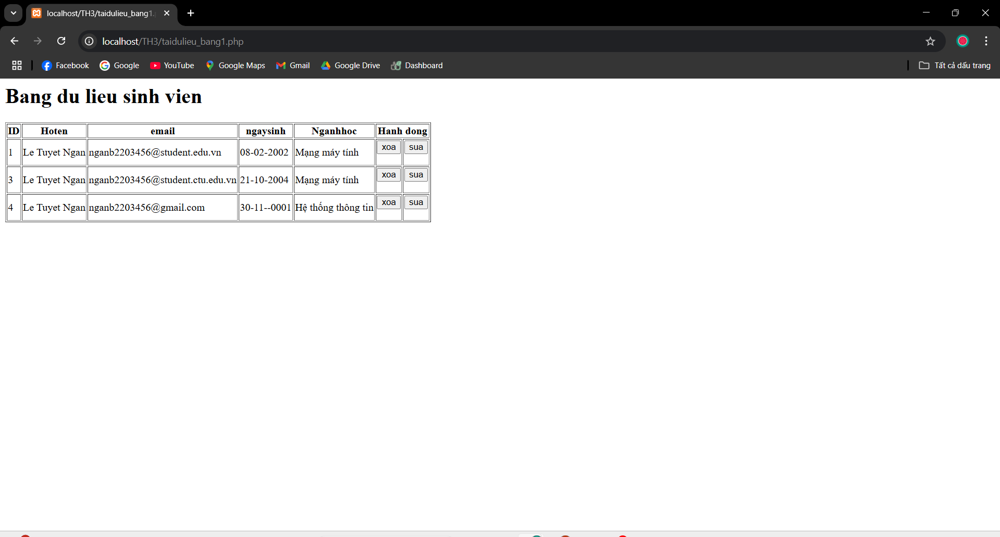 localhost/TH3/taidulieu_bang1.
localhost/TH3/taidulieu_bang1.php
Facebook Google YouTube Google Maps Gmail Google Drive Dashboard Tất cả dấu trang
Bang du lieu sinh vien
ID Hoten email ngaysinh Nganhhoc Hanh dong
1 Le Tuyet Ngan nganb2203456@student.edu.vn 08-02-2002 Mạng máy tính xoa sua
3 Le Tuyet Ngan nganb2203456@student.ctu.edu.vn 21-10-2004 Mạng máy tính xoa sua
4 Le Tuyet Ngan nganb2203456@gmail.com 30-11--0001 Hệ thống thông tin xoa sua